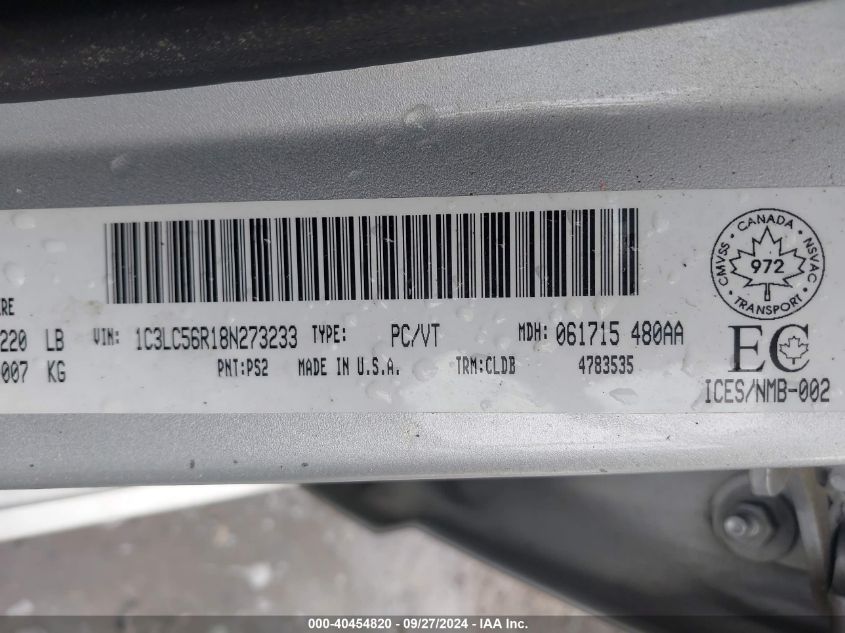 CANADA
CMVSS
NSVAC
972
TRANSPORT
220 LB VIN: 1C3LC56R18N273233 TYPE: PC/VT MDH: 061715 480AA
007 KG PNT:PS2 MADE IN U.S.A. TRM:CLDB 4783535
EC
ICES/NMB-002
000-40454820 - 09/27/2024 - IAA Inc.